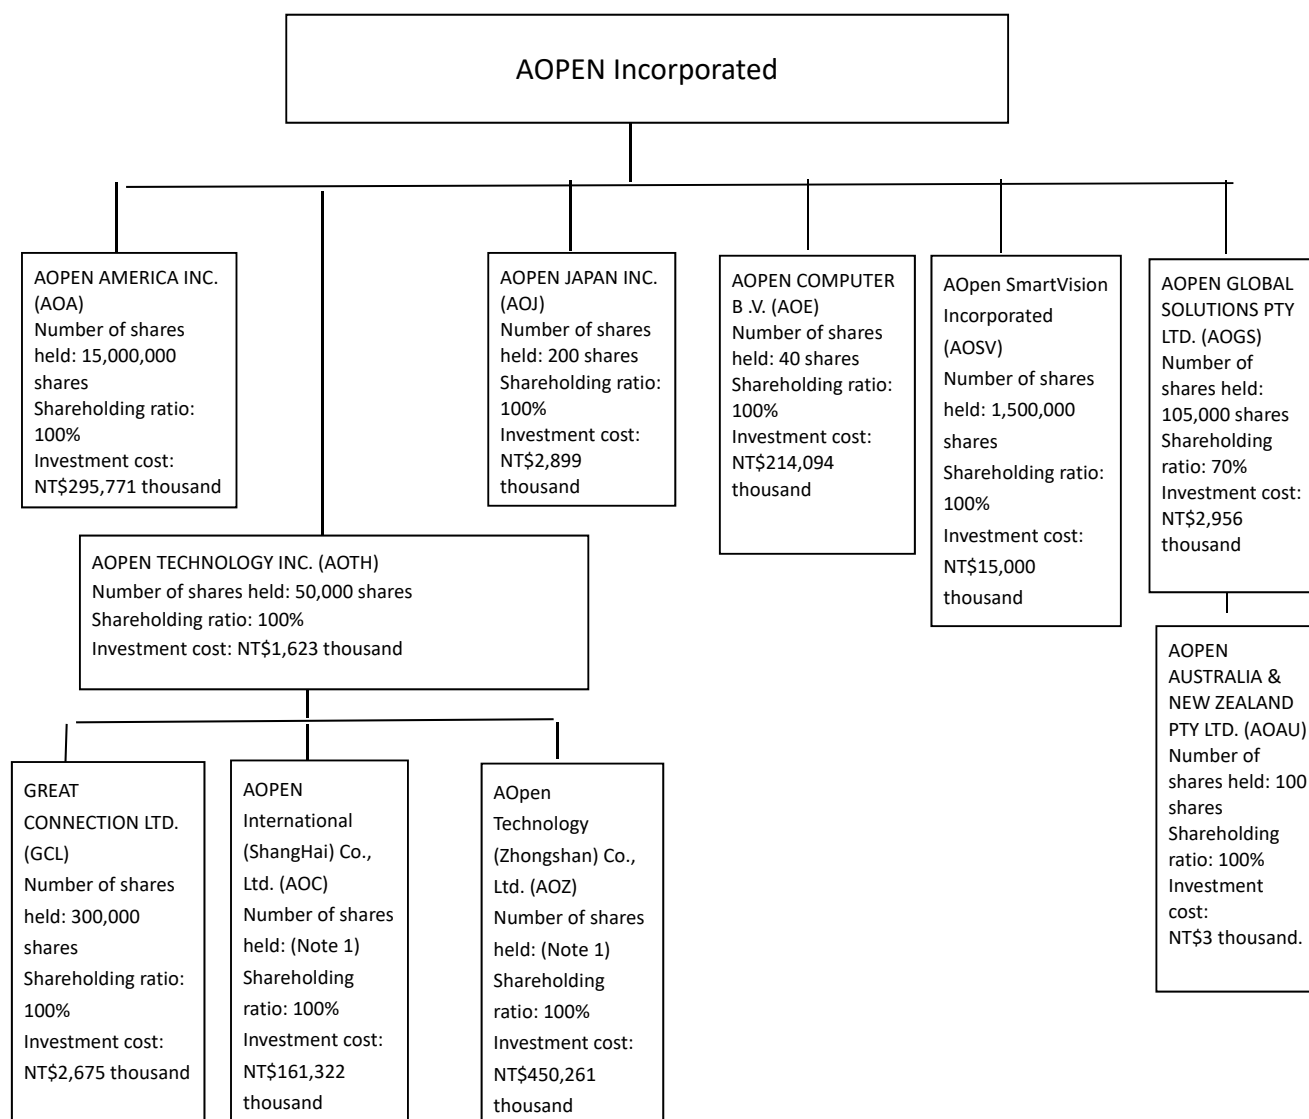 AOPEN Incorporated
AOPEN AMERICA INC.
(AOA)
Number of shares
held: 15,000,000
shares
Shareholding ratio:
100%
Investment cost:
NT$295,771 thousand
AOPEN JAPAN INC.
(AOJ)
Number of shares
held: 200 shares
Shareholding ratio:
100%
Investment cost:
NT$2,899
thousand
AOPEN COMPUTER
B .V. (AOE)
Number of shares
held: 40 shares
Shareholding ratio:
100%
Investment cost:
NT$214,094
thousand
AOpen SmartVision
Incorporated
(AOSV)
Number of shares
held: 1,500,000
shares
Shareholding ratio:
100%
Investment cost:
NT$15,000
thousand
AOPEN GLOBAL
SOLUTIONS PTY
LTD. (AOGS)
Number of
shares held:
105,000 shares
Shareholding
ratio: 70%
Investment cost:
NT$2,956
thousand
AOPEN TECHNOLOGY INC. (AOTH)
Number of shares held: 50,000 shares
Shareholding ratio: 100%
Investment cost: NT$1,623 thousand
AOPEN
AUSTRALIA &
NEW ZEALAND
PTY LTD. (AOAU)
Number of
shares held: 100
shares
Shareholding
ratio: 100%
Investment
cost:
NT$3 thousand.
GREAT
CONNECTION LTD.
(GCL)
Number of shares
held: 300,000
shares
Shareholding ratio:
100%
Investment cost:
NT$2,675 thousand
AOPEN
International
(ShangHai) Co.,
Ltd. (AOC)
Number of shares
held: (Note 1)
Shareholding
ratio: 100%
Investment cost:
NT$161,322
thousand
AOpen
Technology
(Zhongshan) Co.,
Ltd. (AOZ)
Number of shares
held: (Note 1)
Shareholding
ratio: 100%
Investment cost:
NT$450,261
thousand